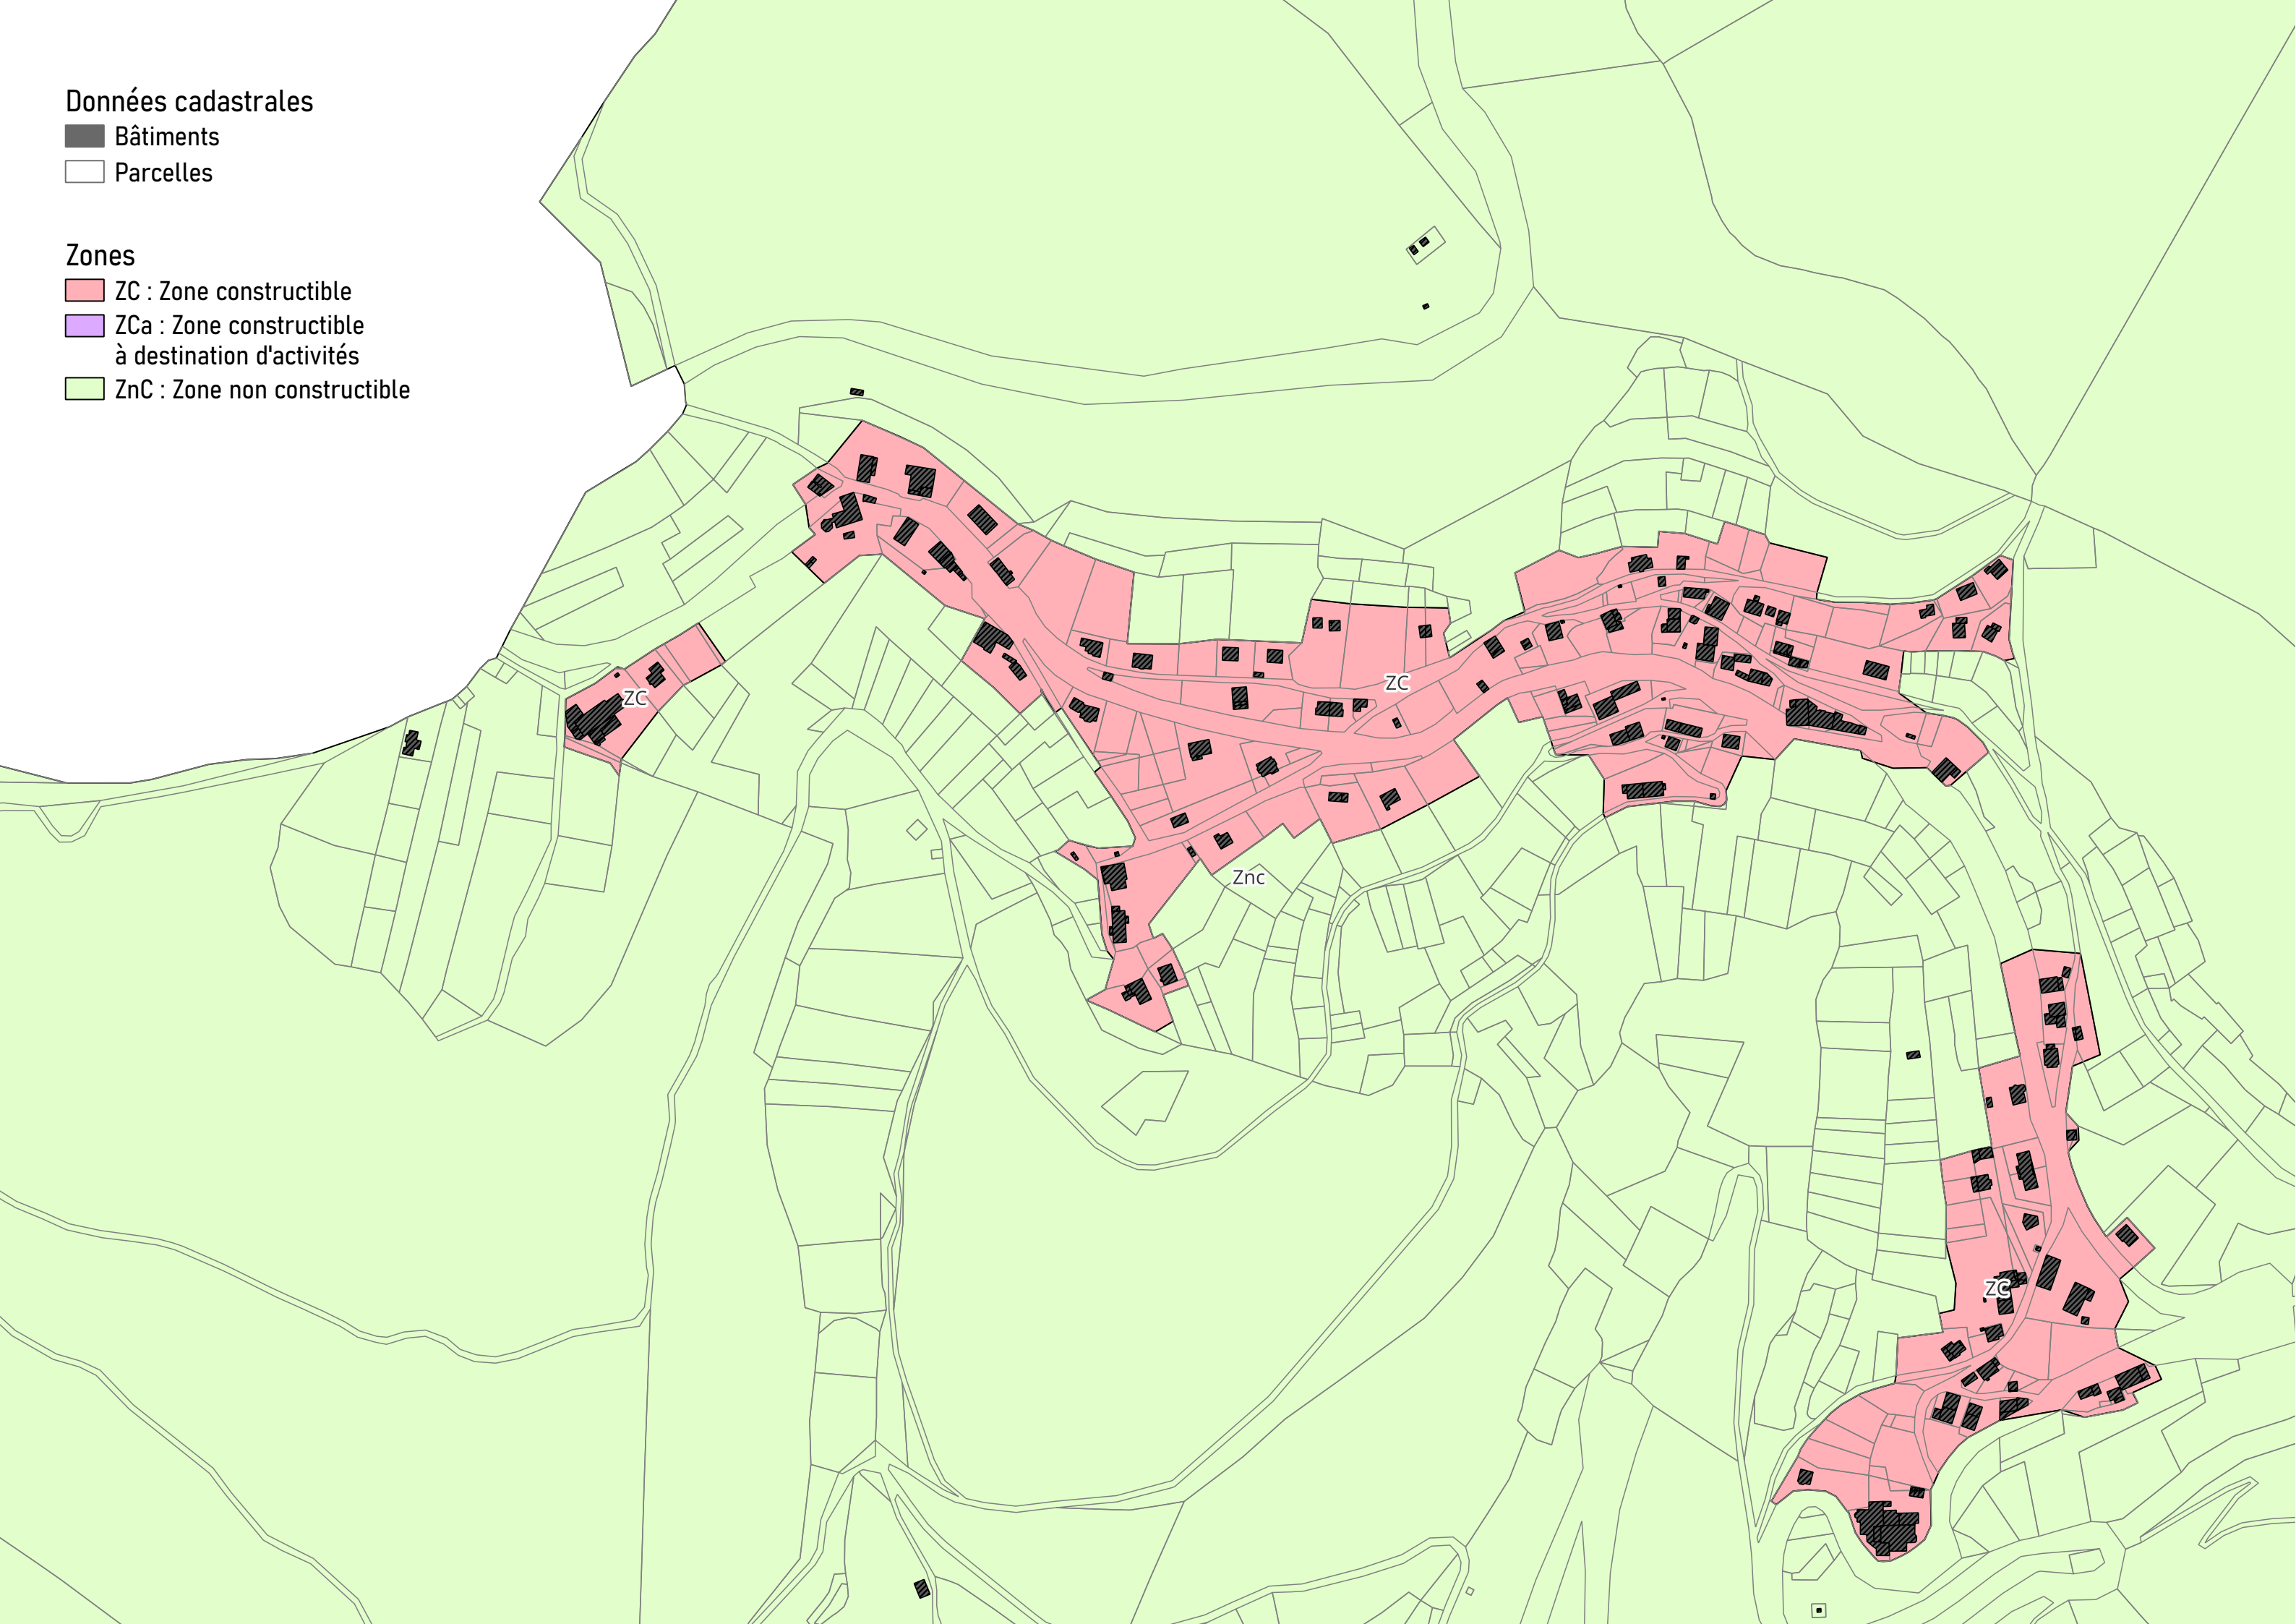 Données cadastrales
Bâtiments
Parcelles
Zones
ZC : Zone constructible
ZCa : Zone constructible
à destination d'activités
ZnC : Zone non constructible
ZC
ZC
Znc
ZC